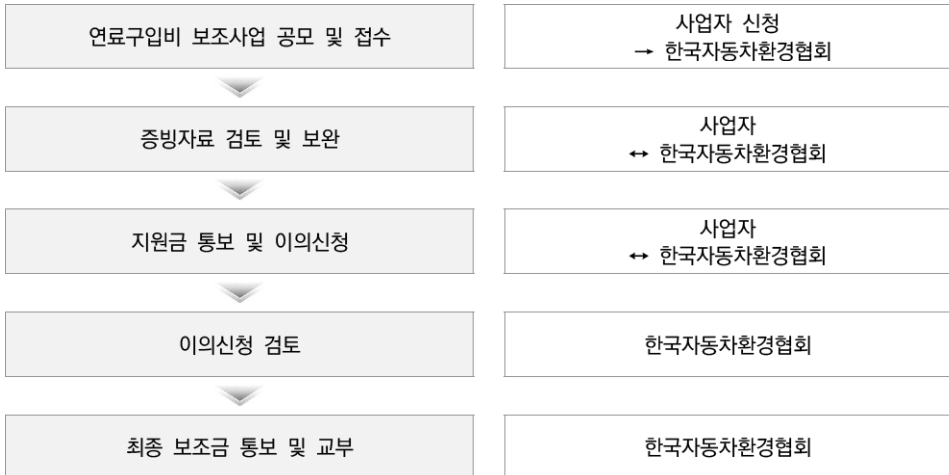 연료구입비 보조사업 공모 및 접수
사업자 신청
→ 한국자동차환경협회
증빙자료 검토 및 보완
사업자
↔ 한국자동차환경협회
지원금 통보 및 이의신청
사업자
↔ 한국자동차환경협회
이의신청 검토
한국자동차환경협회
최종 보조금 통보 및 교부
한국자동차환경협회